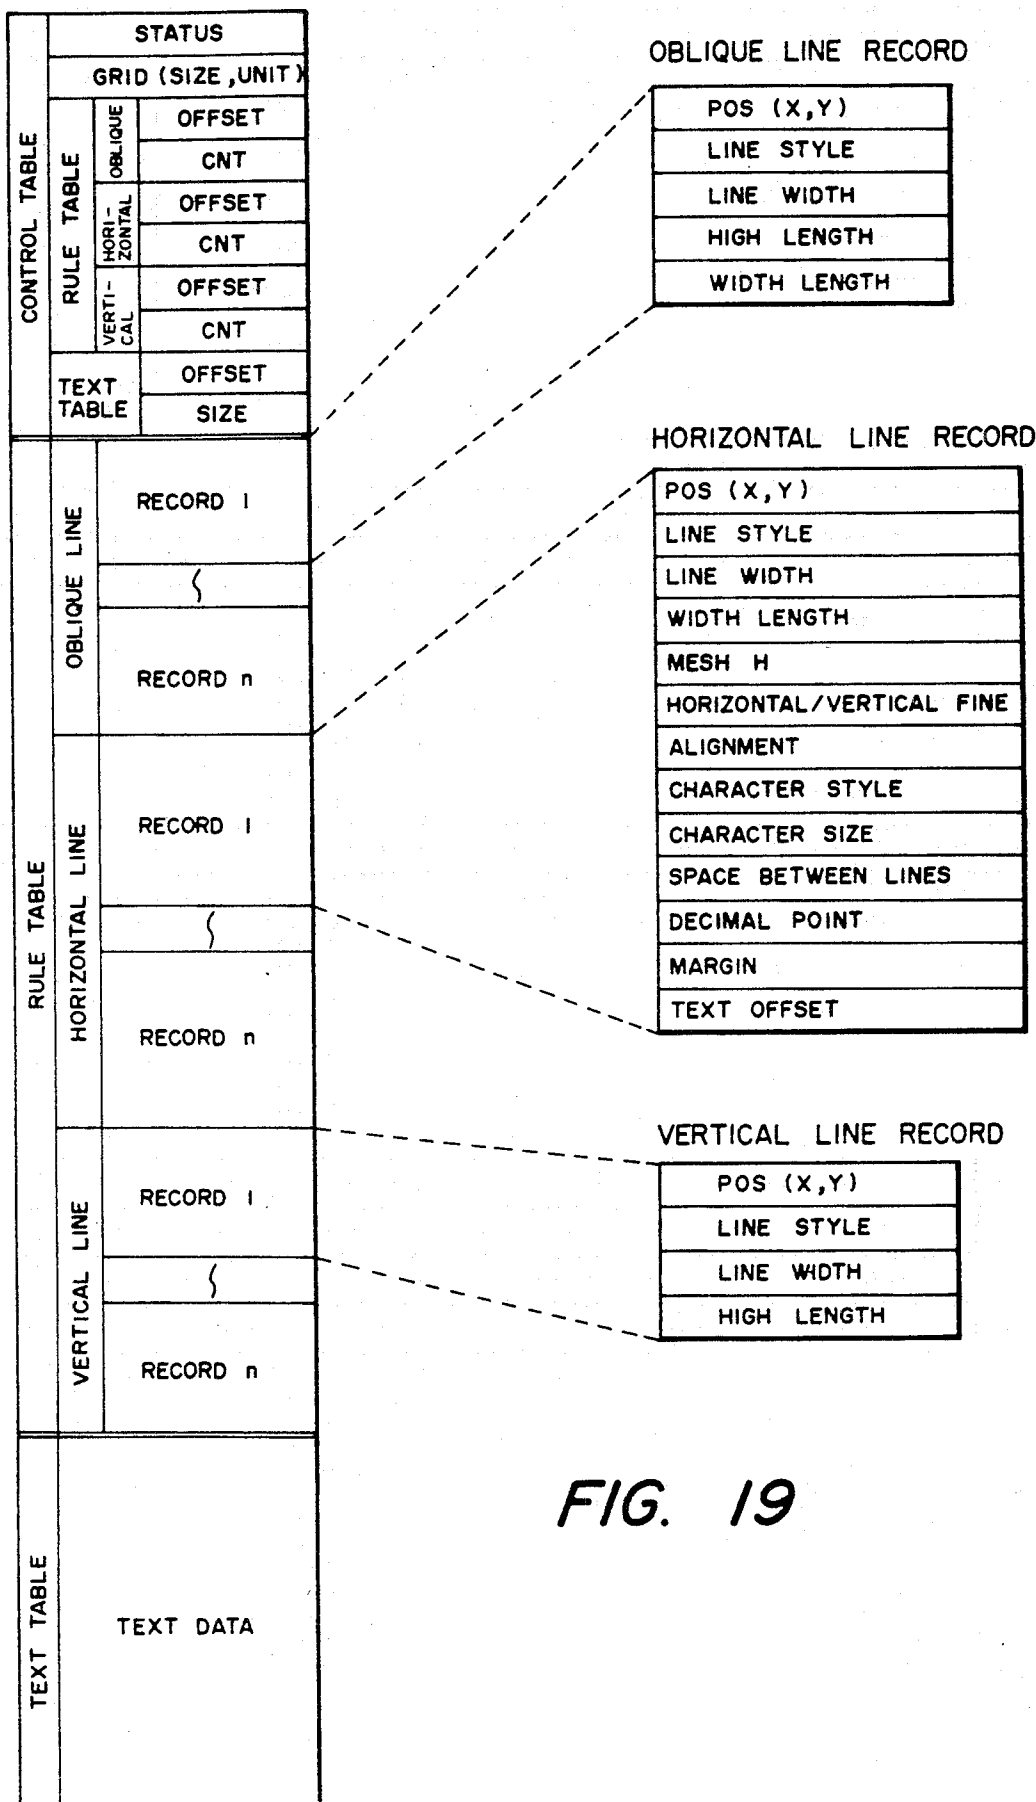 CONTROL TABLE
STATUS
GRID (SIZE, UNIT)
RULE TABLE
OBLIQUE
OFFSET
CNT
HORI-
ZONTAL
OFFSET
CNT
VERTI-
CAL
OFFSET
CNT
TEXT
TABLE
OFFSET
SIZE
RULE TABLE
OBLIQUE LINE
RECORD 1
RECORD n
HORIZONTAL LINE
RECORD 1
RECORD n
VERTICAL LINE
RECORD 1
RECORD n
TEXT TABLE
TEXT DATA
OBLIQUE LINE RECORD
POS (X,Y)
LINE STYLE
LINE WIDTH
HIGH LENGTH
WIDTH LENGTH
HORIZONTAL LINE RECORD
POS (X,Y)
LINE STYLE
LINE WIDTH
WIDTH LENGTH
MESH H
HORIZONTAL/VERTICAL FINE
ALIGNMENT
CHARACTER STYLE
CHARACTER SIZE
SPACE BETWEEN LINES
DECIMAL POINT
MARGIN
TEXT OFFSET
VERTICAL LINE RECORD
POS (X,Y)
LINE STYLE
LINE WIDTH
HIGH LENGTH
FIG. 19